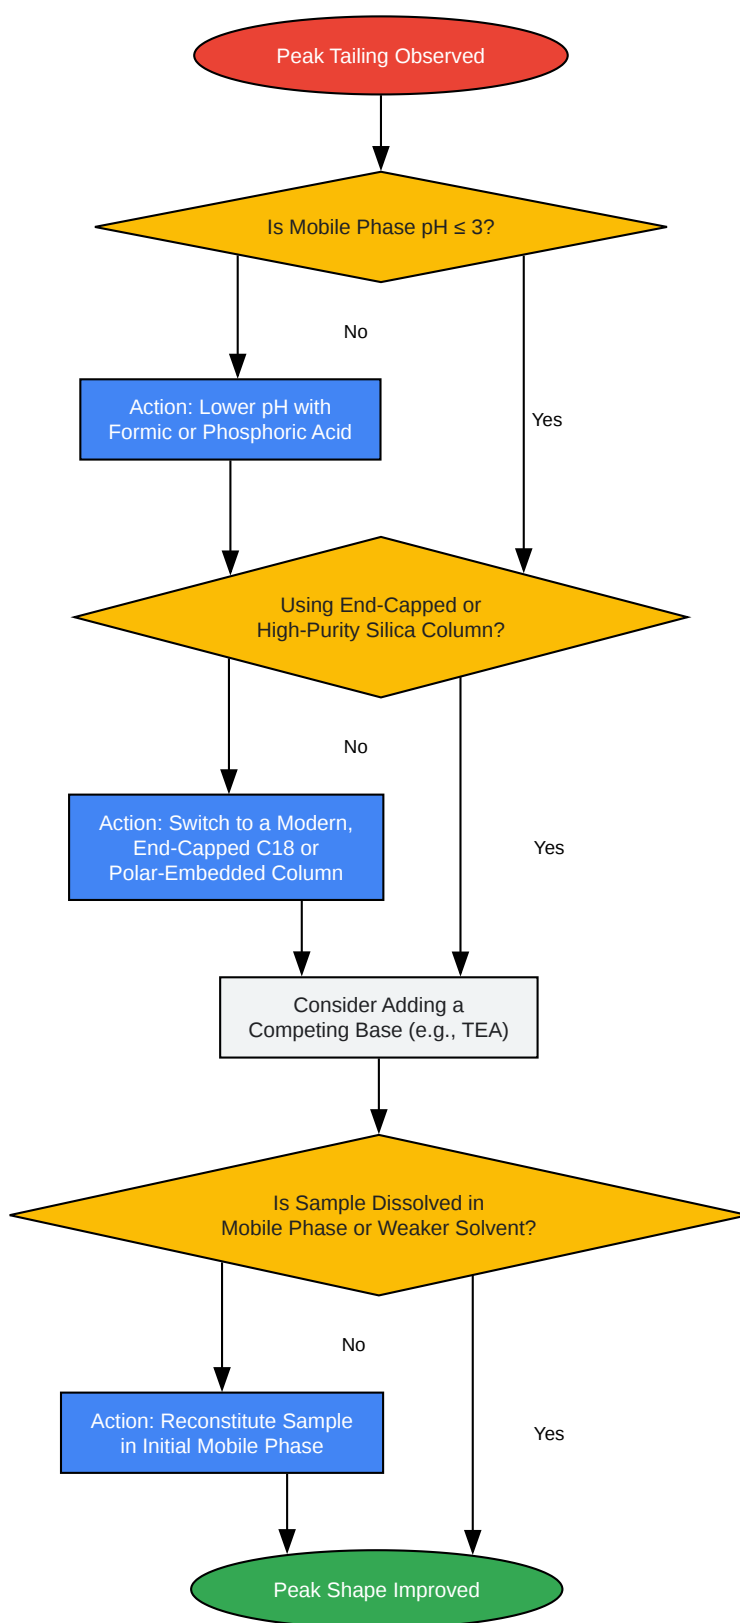 Peak Tailing Observed
Is Mobile Phase pH ≤ 3?
No
Action: Lower pH with
Formic or Phosphoric Acid
Yes
Using End-Capped or
High-Purity Silica Column?
No
Action: Switch to a Modern,
End-Capped C18 or
Polar-Embedded Column
Yes
Consider Adding a
Competing Base (e.g., TEA)
Is Sample Dissolved in
Mobile Phase or Weaker Solvent?
No
Action: Reconstitute Sample
in Initial Mobile Phase
Yes
Peak Shape Improved